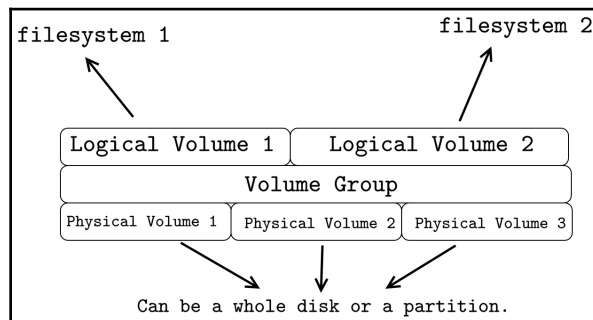 filesystem 1
filesystem 2
Logical Volume 1
Logical Volume 2
Volume Group
Physical Volume 1
Physical Volume 2
Physical Volume 3
Can be a whole disk or a partition.